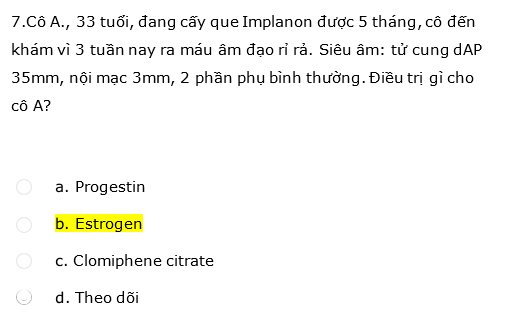 7.Cô A., 33 tuổi, đang cấy que Implanon được 5 tháng, cô đến
khám vì 3 tuần nay ra máu âm đạo rỉ rả. Siêu âm: tử cung dAP
35mm, nội mạc 3mm, 2 phần phụ bình thường. Điều trị gì cho
cô A?
a. Progestin
b. Estrogen
c. Clomiphene citrate
d. Theo dõi